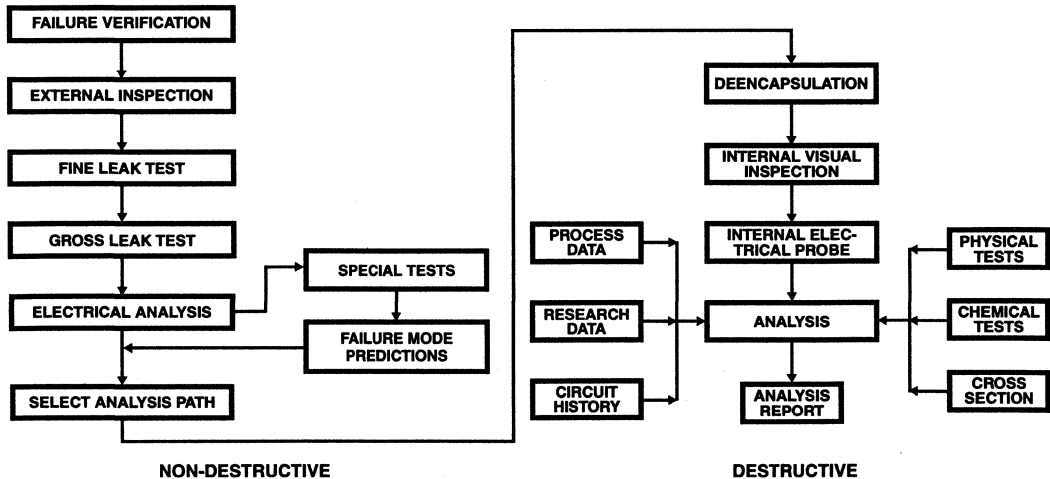 FAILURE VERIFICATION
EXTERNAL INSPECTION
FINE LEAK TEST
GROSS LEAK TEST
ELECTRICAL ANALYSIS
SPECIAL TESTS
FAILURE MODE
PREDICTIONS
SELECT ANALYSIS PATH
NON-DESTRUCTIVE
DEENCAPSULATION
INTERNAL VISUAL
INSPECTION
INTERNAL ELEC-
TRICAL PROBE
PROCESS
DATA
RESEARCH
DATA
CIRCUIT
HISTORY
ANALYSIS
PHYSICAL
TESTS
CHEMICAL
TESTS
CROSS
SECTION
ANALYSIS
REPORT
DESTRUCTIVE